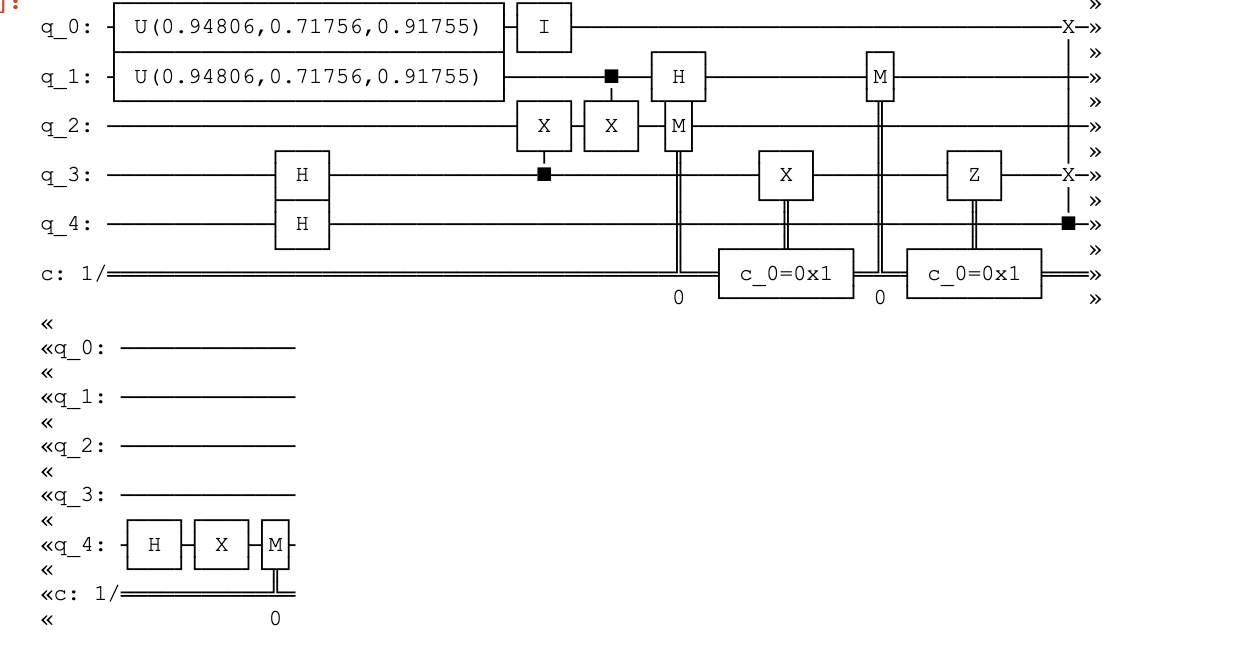 ]:
»
q_0: U(0.94806,0.71756,0.91755) I X »
»
q_1: U(0.94806,0.71756,0.91755) H M »
»
q_2: X X M »
»
q_3: H X Z X »
»
q_4: H »
»
c: 1/ c_0=0x1 c_0=0x1 »
0 0 »
«
«q_0:
«
«q_1:
«
«q_2:
«
«q_3:
«
«q_4: H X M
«
«c: 1/
« 0